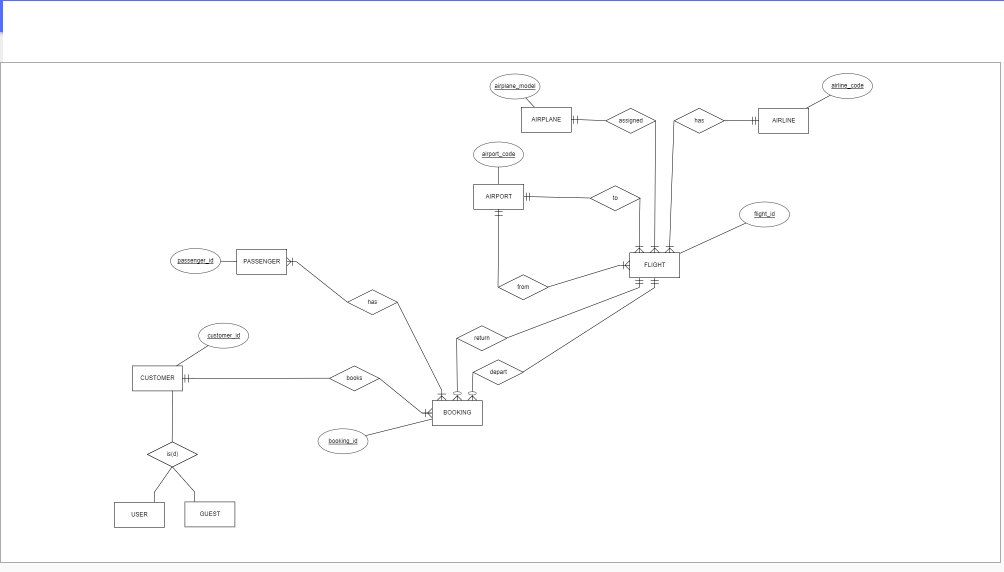 airplane_model
airline_code
AIRPLANE
assigned
has
AIRLINE
airport_code
AIRPORT
to
flight_id
passenger_id
PASSENGER
FLIGHT
from
has
customer_id
return
CUSTOMER
books
depart
BOOKING
booking_id
is(d)
USER
GUEST